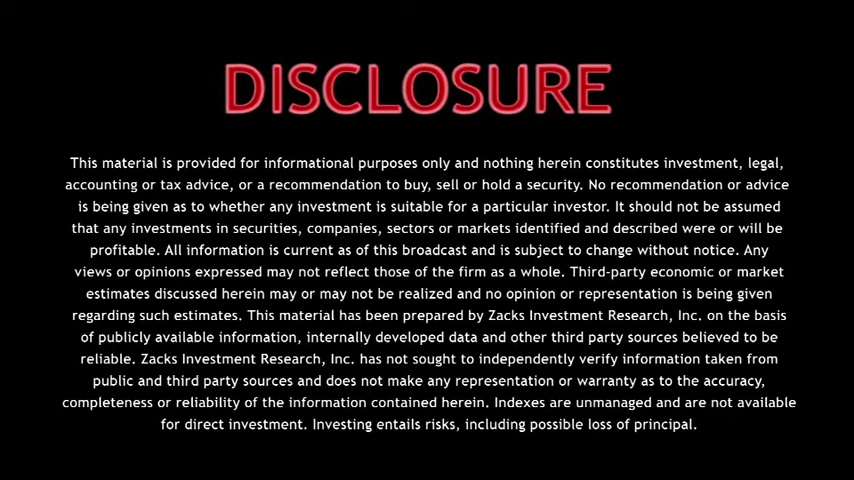 DISCLOSURE
This material is provided for informational purposes only and nothing herein constitutes investment, legal,
accounting or tax advice, or a recommendation to buy, sell or hold a security. No recommendation or advice
is being given as to whether any investment is suitable for a particular investor. It should not be assumed
that any investments in securities, companies, sectors or markets identified and described were or will be
profitable. All information is current as of this broadcast and is subject to change without notice. Any
views or opinions expressed may not reflect those of the firm as a whole. Third-party economic or market
estimates discussed herein may or may not be realized and no opinion or representation is being given
regarding such estimates. This material has been prepared by Zacks Investment Research, Inc. on the basis
of publicly available information, internally developed data and other third party sources believed to be
reliable. Zacks Investment Research, Inc. has not sought to independently verify information taken from
public and third party sources and does not make any representation or warranty as to the accuracy,
completeness or reliability of the information contained herein. Indexes are unmanaged and are not available
for direct investment. Investing entails risks, including possible loss of principal.